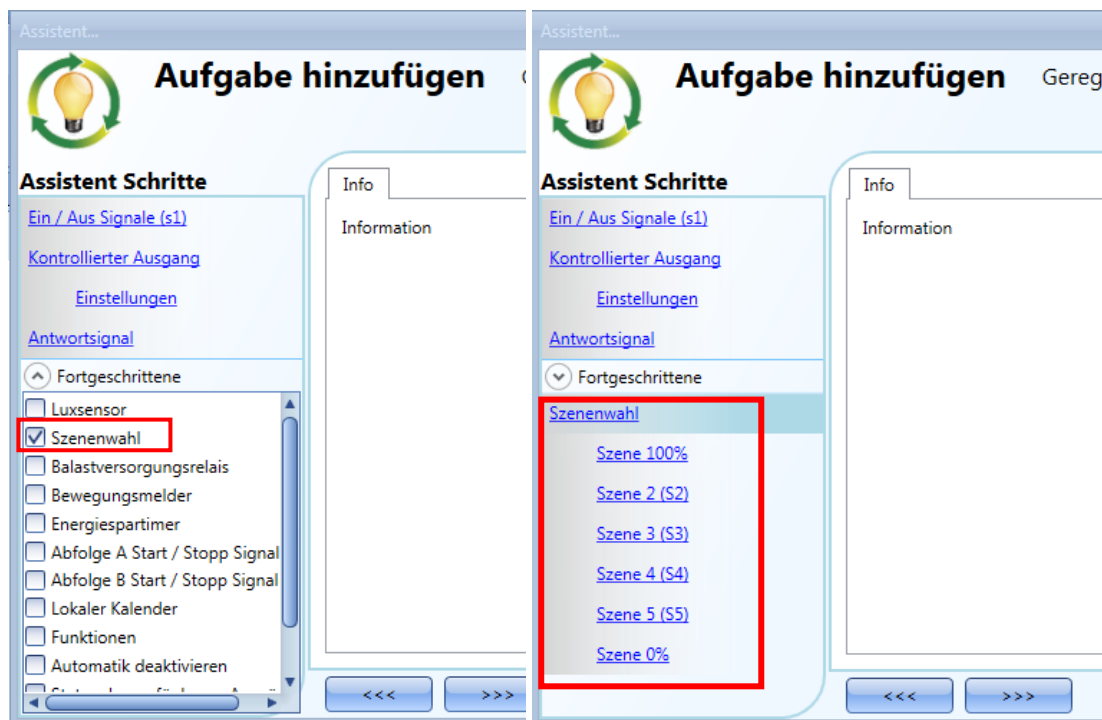 Assistent...
Aufgabe hinzufügen
Assistent Schritte
Info
Ein / Aus Signale (s1)
Information
Kontrollierter Ausgang
Einstellungen
Antwortsignal
Fortgeschrittene
Luxsensor
Szenenwahl
Balastversorgungsrelais
Bewegungsmelder
Energiespartimer
Abfolge A Start / Stopp Signal
Abfolge B Start / Stopp Signal
Lokaler Kalender
Funktionen
Automatik deaktivieren
<<< >>>
Assistent...
Aufgabe hinzufügen Gereg
Assistent Schritte
Info
Ein / Aus Signale (s1)
Information
Kontrollierter Ausgang
Einstellungen
Antwortsignal
Fortgeschrittene
Szenenwahl
Szene 100%
Szene 2 (S2)
Szene 3 (S3)
Szene 4 (S4)
Szene 5 (S5)
Szene 0%
<<< >>>